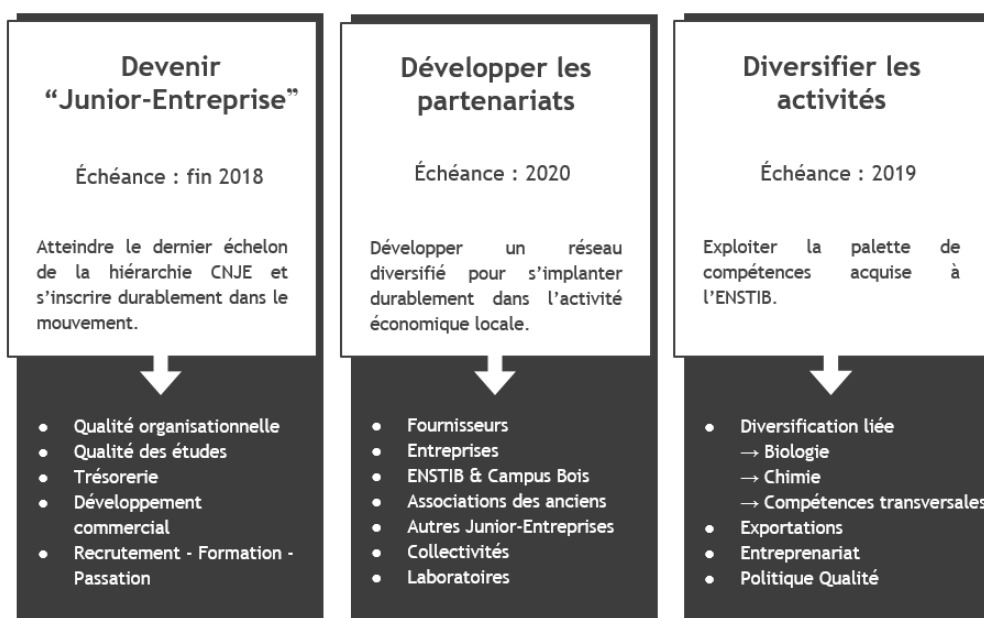 Devenir
“Junior-Entreprise”
Échéance : fin 2018
Atteindre le dernier échelon
de la hiérarchie CNJE et
s’inscrire durablement dans le
mouvement.
● Qualité organisationnelle
● Qualité des études
● Trésorerie
● Développement
commercial
● Recrutement - Formation -
Passation
Développer les
partenariats
Échéance : 2020
Développer un réseau
diversifié pour s’implanter
durablement dans l’activité
économique locale.
● Fournisseurs
● Entreprises
● ENSTIB & Campus Bois
● Associations des anciens
● Autres Junior-Entreprises
● Collectivités
● Laboratoires
Diversifier les
activités
Échéance : 2019
Exploiter la palette de
compétences acquise à
l’ENSTIB.
● Diversification liée
→ Biologie
→ Chimie
→ Compétences transversales
● Exportations
● Entreprenariat
● Politique Qualité